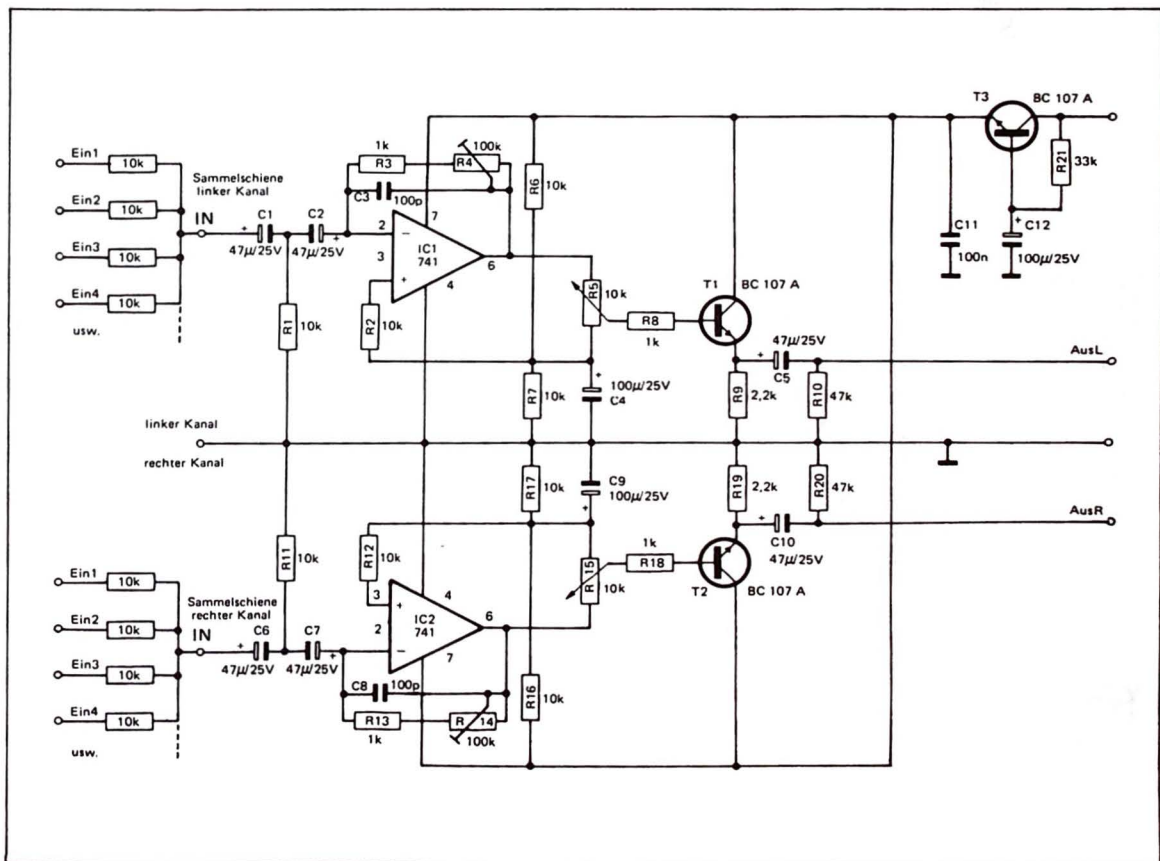 T3
BC 107 A
R21
33k
C11
100n
+
C12
100µ/25V
Ein1
10k
Ein2
10k
Ein3
10k
Ein4
10k
usw.
Sammelschiene
linker Kanal
IN
+
C1
47µ/25V
C2
+
47µ/25V
R1
10k
1k
R3
100k
R4
C3
100p
2
−
3
+
IC1
741
7
6
4
R2
10k
R6
10k
R7
10k
R5
10k
R8
1k
+
100µ/25V
C4
T1
BC 107 A
47µ/25V
+
C5
R9
2,2k
R10
47k
AusL
linker Kanal
rechter Kanal
R17
10k
C9
100µ/25V
+
R19
2,2k
R20
47k
AusR
+
C10
47µ/25V
T2
BC 107 A
1k
R18
R 15
10k
R11
10k
R12
10k
3
+
2
−
IC2
741
4
6
7
R16
10k
Ein1
10k
Ein2
10k
Ein3
10k
Ein4
10k
usw.
Sammelschiene
rechter Kanal
IN
+
C6
47µ/25V
C7
+
47µ/25V
C8
100p
R13
1k
R 14
100k